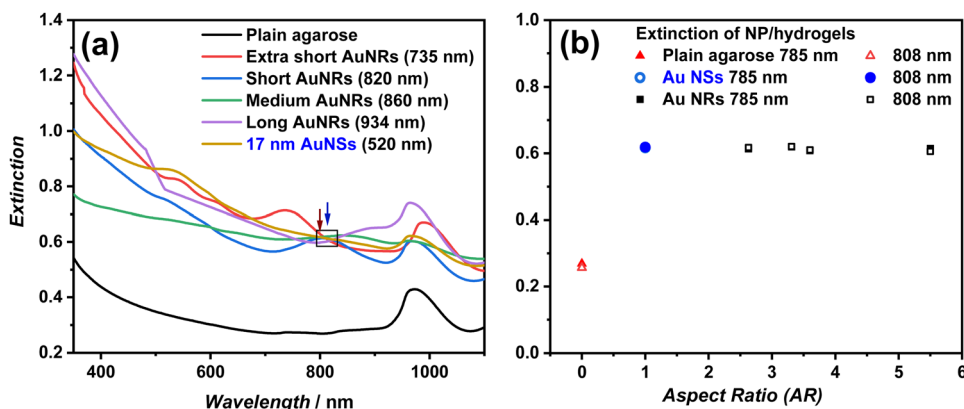 (a)
Plain agarose
Extra short AuNRs (735 nm)
Short AuNRs (820 nm)
Medium AuNRs (860 nm)
Long AuNRs (934 nm)
17 nm AuNSs (520 nm)
Extinction
1.4
1.2
1.0
0.8
0.6
0.4
0.2
400 600 800 1000
Wavelength / nm
(b)
Extinction of NP/hydrogels
Plain agarose 785 nm 808 nm
Au NSs 785 nm 808 nm
Au NRs 785 nm 808 nm
1.0
0.8
0.6
0.4
0.2
0.0
0 1 2 3 4 5 6
Aspect Ratio (AR)